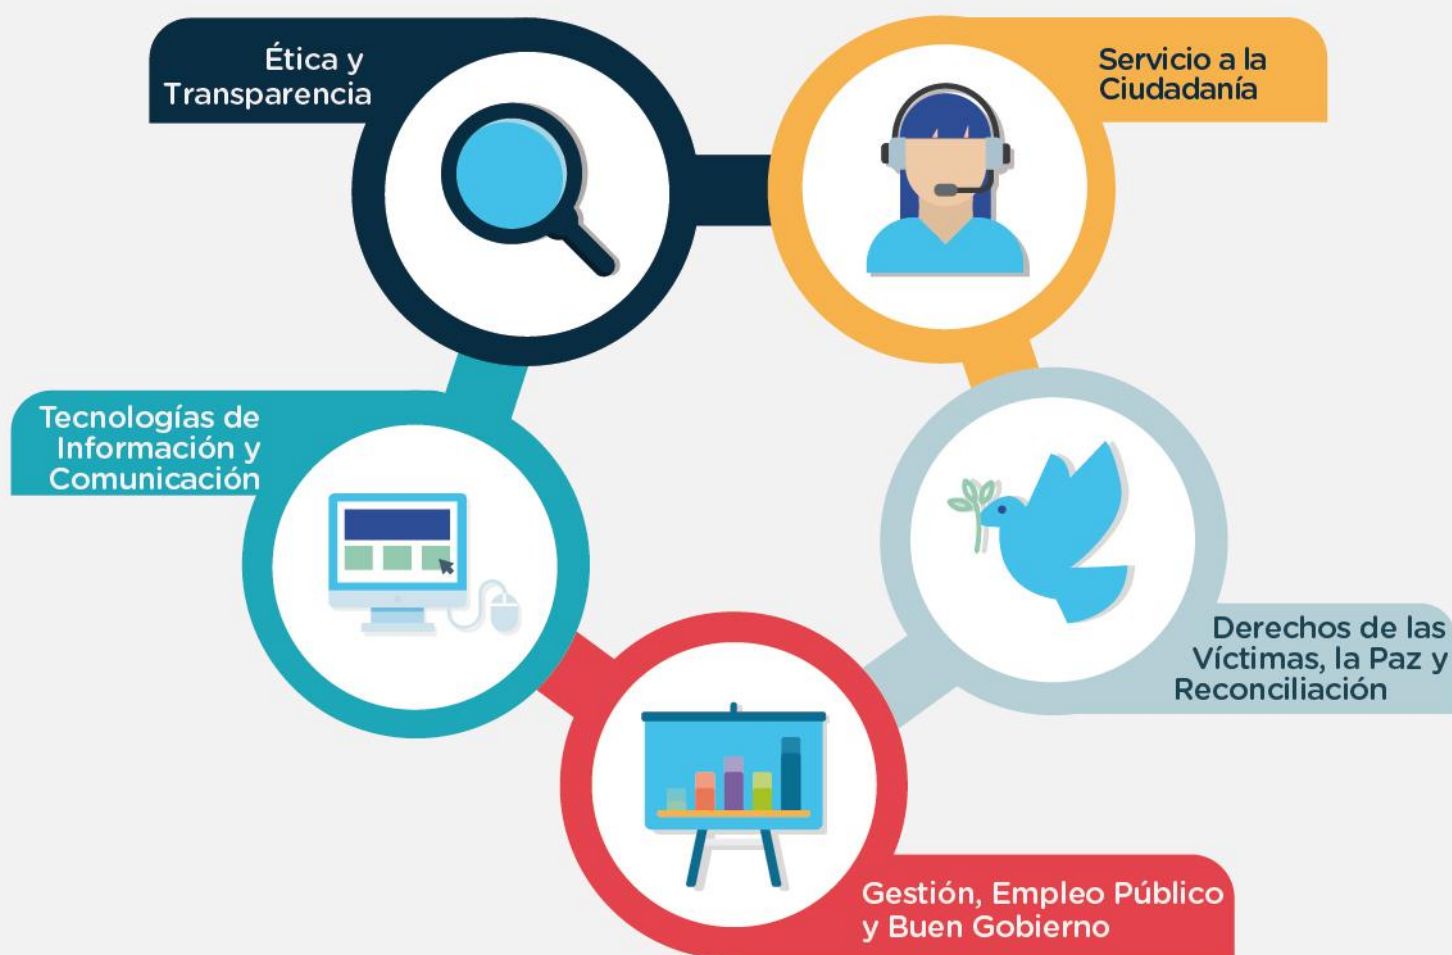 Ética y
Transparencia
Servicio a la
Ciudadanía
Tecnologías de
Información y
Comunicación
Derechos de las
Víctimas, la Paz y
Reconciliación
Gestión, Empleo Público
y Buen Gobierno